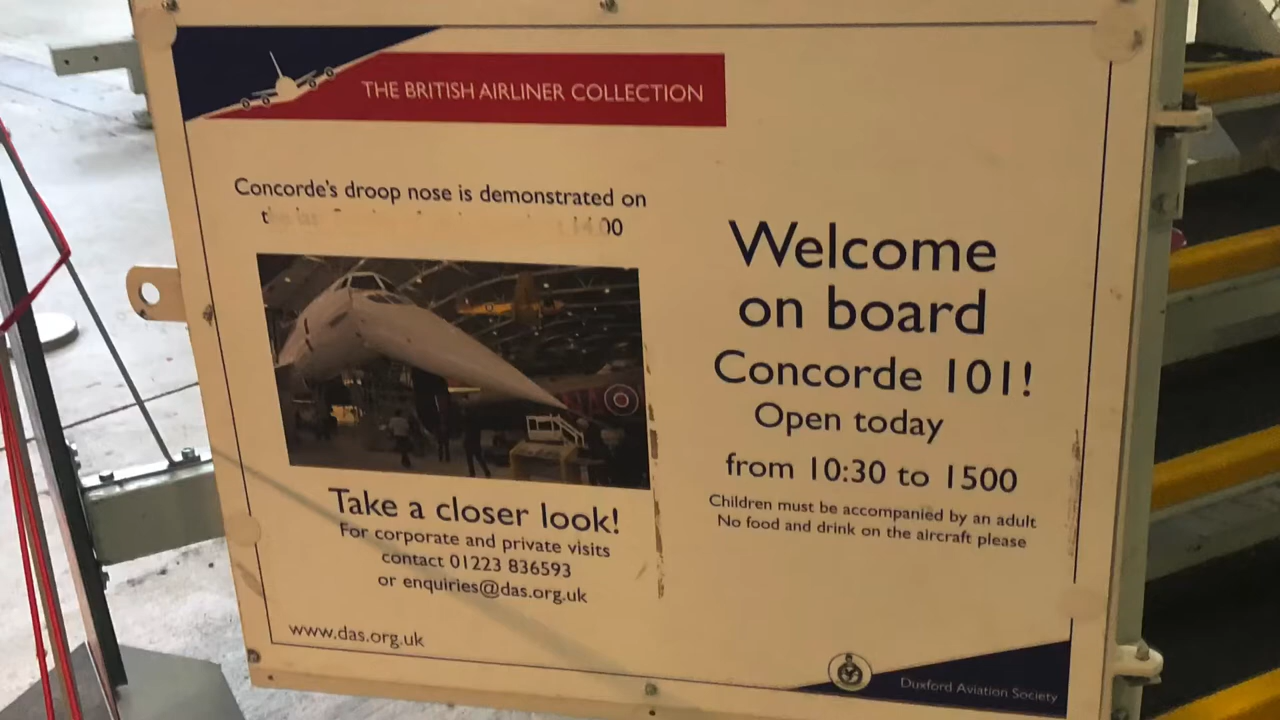 THE BRITISH AIRLINER COLLECTION
Concorde's droop nose is demonstrated on
00
Take a closer look!
For corporate and private visits
contact 01223 836593
or enquiries@das.org.uk
www.das.org.uk
Welcome
on board
Concorde 101!
Open today
from 10:30 to 1500
Children must be accompanied by an adult
No food and drink on the aircraft please
Duxford Aviation Society